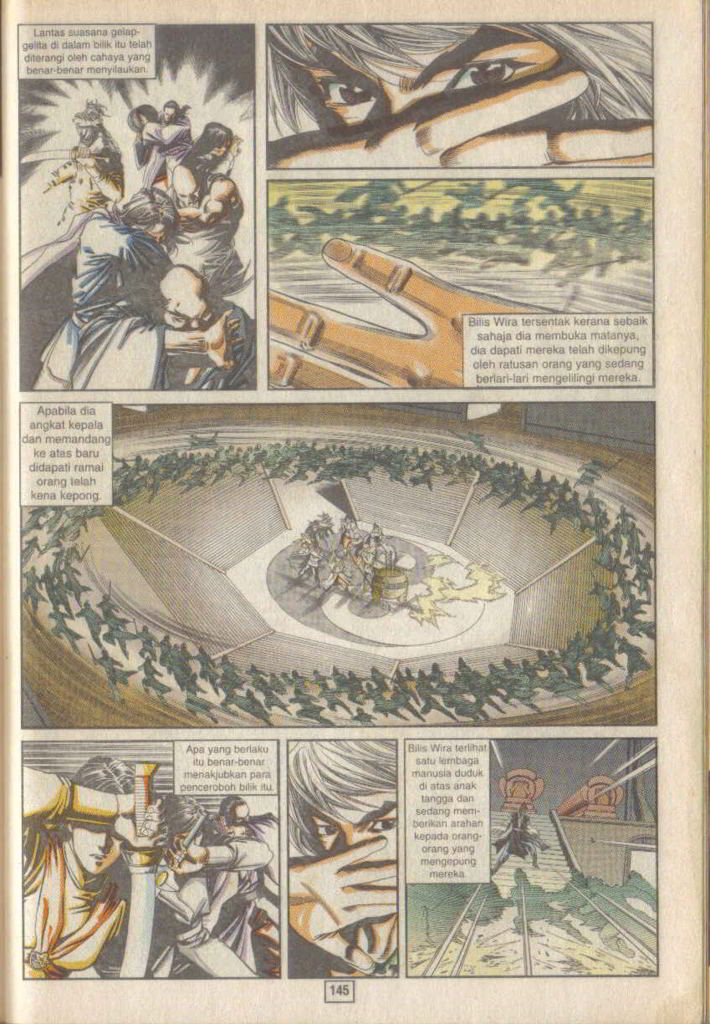 Lantas suasana gelap-
gelita di dalam bilik itu telah
diterangi oleh cahaya yang
benar-benar menyilaukan.
Bilis Wira tersentak kerana sebaik
sahaja dia membuka matanya,
dia dapati mereka telah dikepung
oleh ratusan orang yang sedang
berlari-lari mengelilingi mereka.
Apabila dia
angkat kepala
dan memandang
ke atas baru
didapati ramai
orang telah
kena kepong.
Apa yang berlaku
itu benar-benar
menakjubkan para
penceroboh bilik itu.
Bilis Wira terlihat
satu lembaga
manusia duduk
di atas anak
tangga dan
sedang mem-
berikan arahan
kepada orang-
orang yang
mengepung
mereka.
145